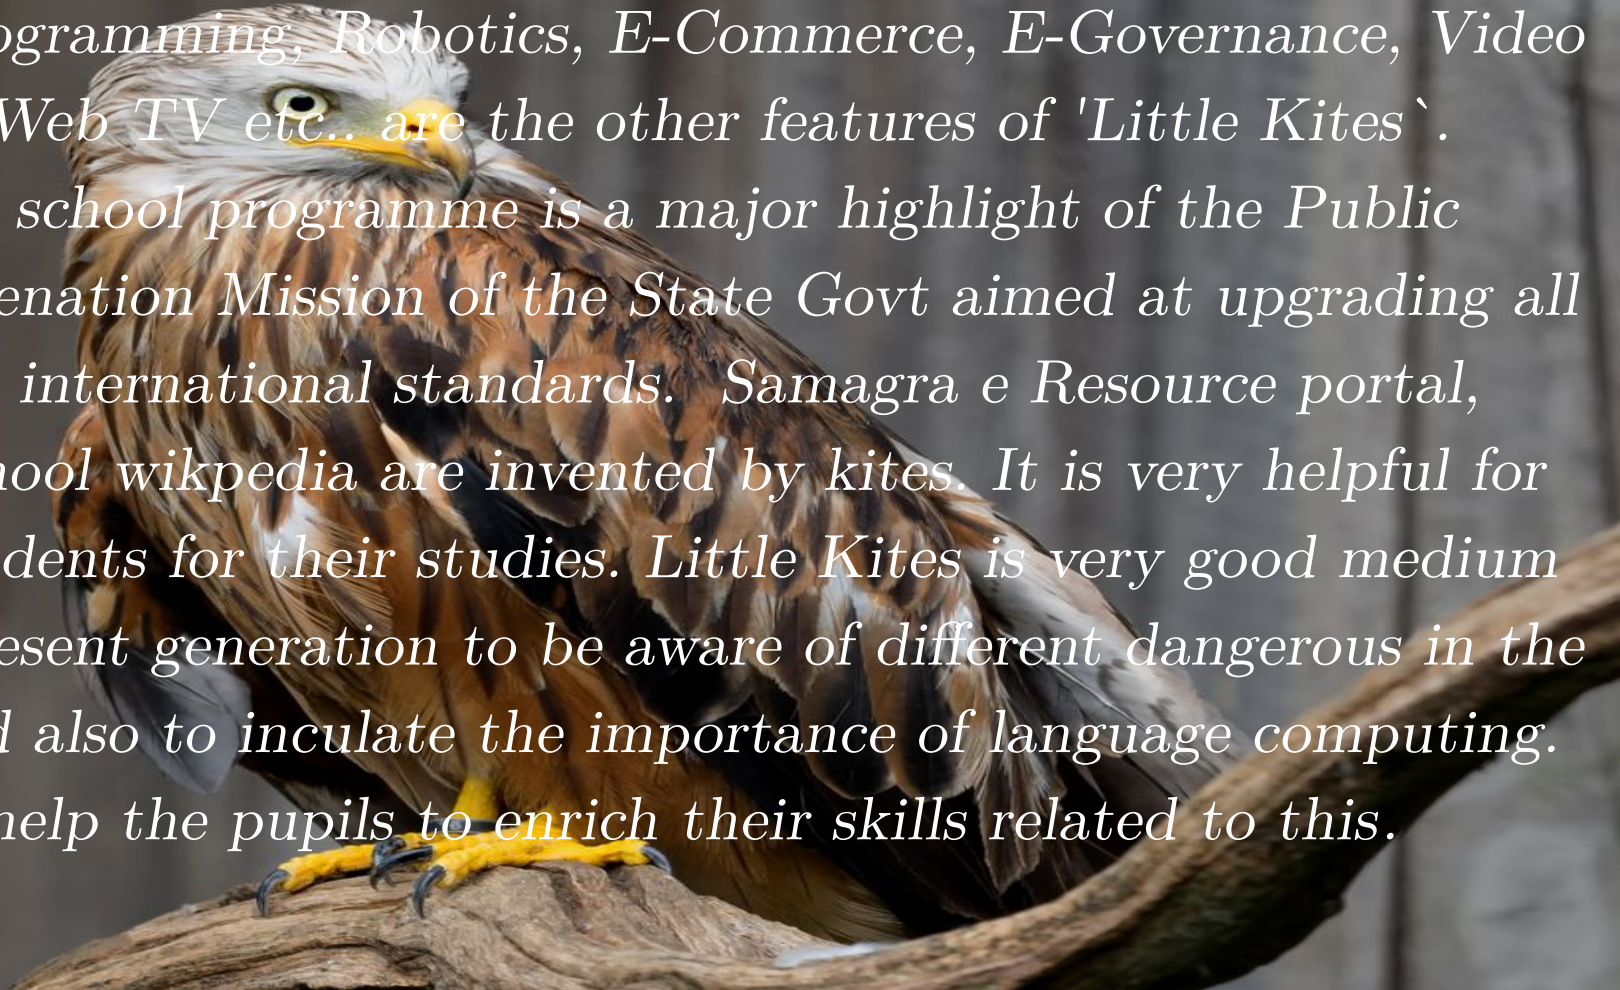 ogramming, Robotics, E-Commerce, E-Governance, Video
Web TV etc.. are the other features of 'Little Kites`.
school programme is a major highlight of the Public
enation Mission of the State Govt aimed at upgrading all
international standards. Samagra e Resource portal,
hool wikpedia are invented by kites. It is very helpful for
dents for their studies. Little Kites is very good medium
esent generation to be aware of different dangerous in the
d also to inculate the importance of language computing.
help the pupils to enrich their skills related to this.